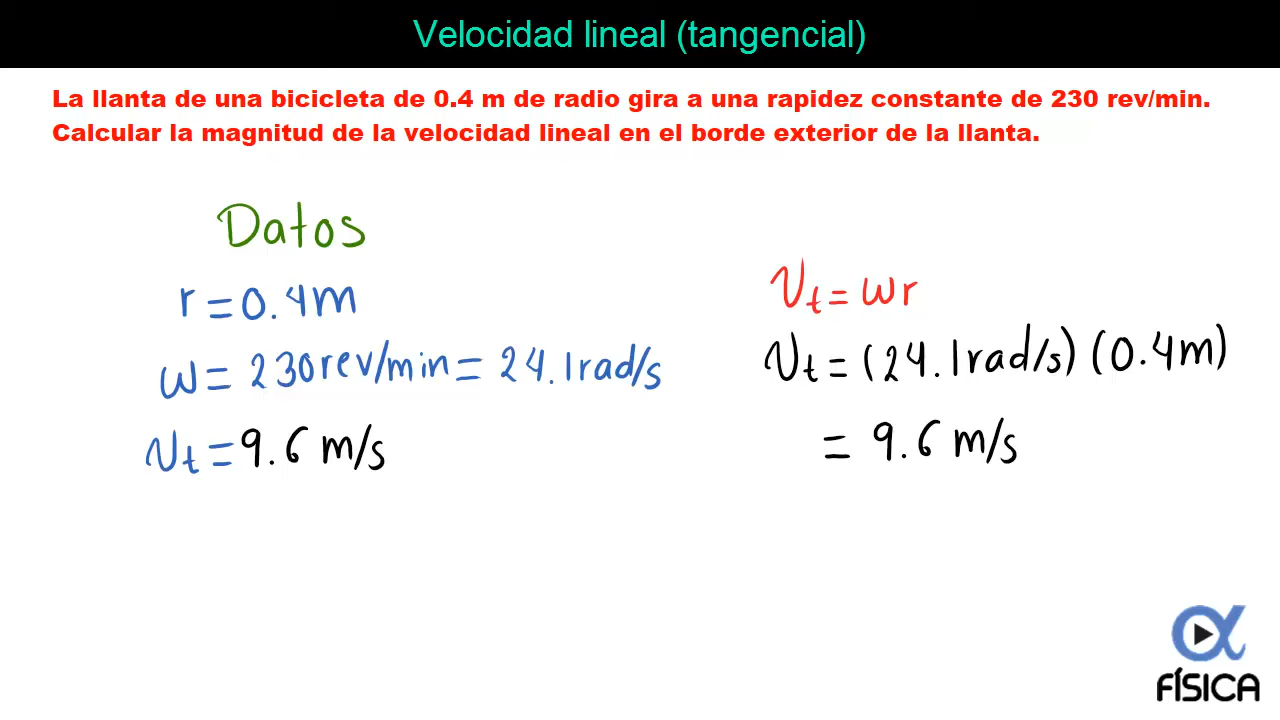 Velocidad lineal (tangencial)
La llanta de una bicicleta de 0.4 m de radio gira a una rapidez constante de 230 rev/min.
Calcular la magnitud de la velocidad lineal en el borde exterior de la llanta.
Datos
r = 0.4m
w = 230rev/min = 24.1rad/s
vt = 9.6 m/s
vt = wr
vt = (24.1rad/s) (0.4m)
= 9.6 m/s
FÍSICA